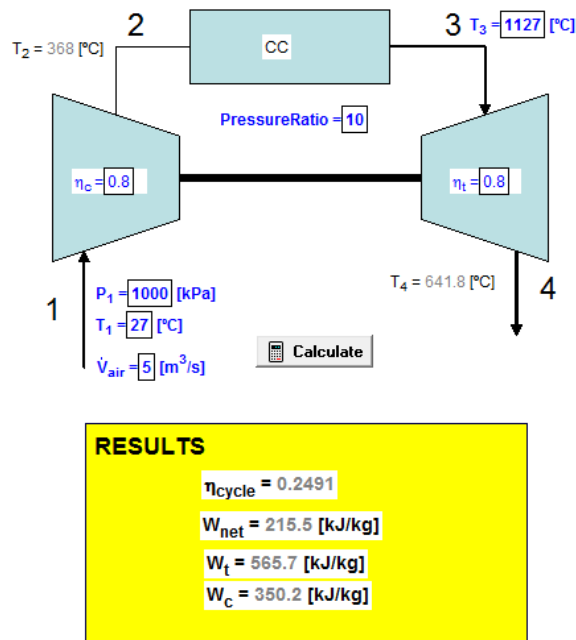 2
3
T3 = 1127 [ºC]
T2 = 368 [ºC]
CC
PressureRatio = 10
ηc = 0.8
ηt = 0.8
1
P1 = 1000 [kPa]
T1 = 27 [ºC]
V̇air = 5 [m³/s]
T4 = 641.8 [ºC]
4
Calculate
RESULTS
ηcycle = 0.2491
Wnet = 215.5 [kJ/kg]
Wt = 565.7 [kJ/kg]
Wc = 350.2 [kJ/kg]